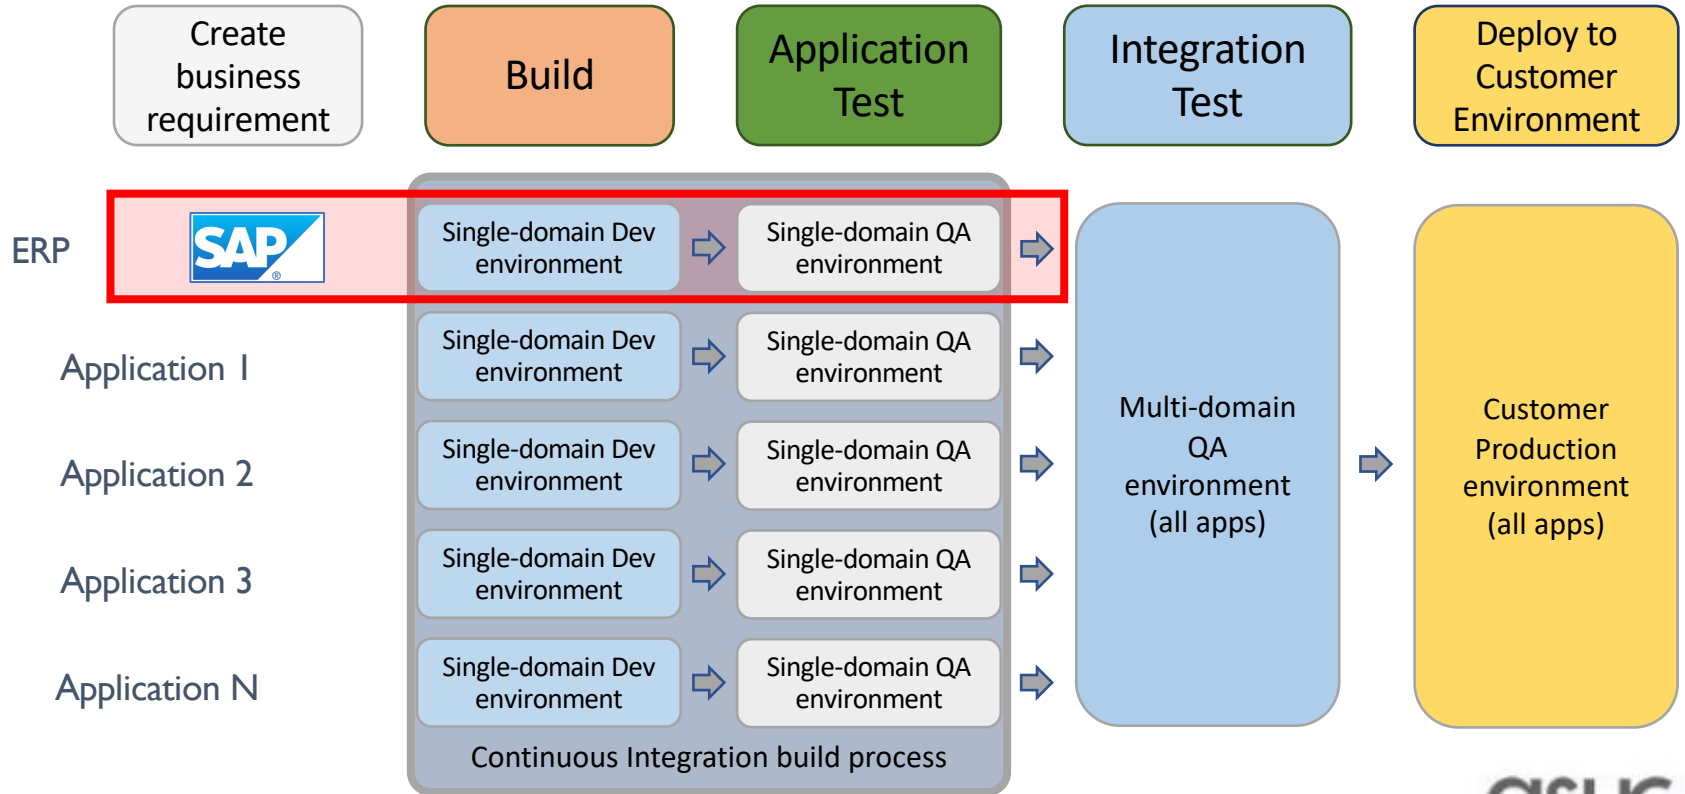 Create
business
requirement
Build
Application
Test
Integration
Test
Deploy to
Customer
Environment
ERP
SAP
®
Single-domain Dev
environment
Single-domain QA
environment
Application 1
Single-domain Dev
environment
Single-domain QA
environment
Application 2
Single-domain Dev
environment
Single-domain QA
environment
Application 3
Single-domain Dev
environment
Single-domain QA
environment
Application N
Single-domain Dev
environment
Single-domain QA
environment
Multi-domain
QA
environment
(all apps)
Customer
Production
environment
(all apps)
Continuous Integration build process